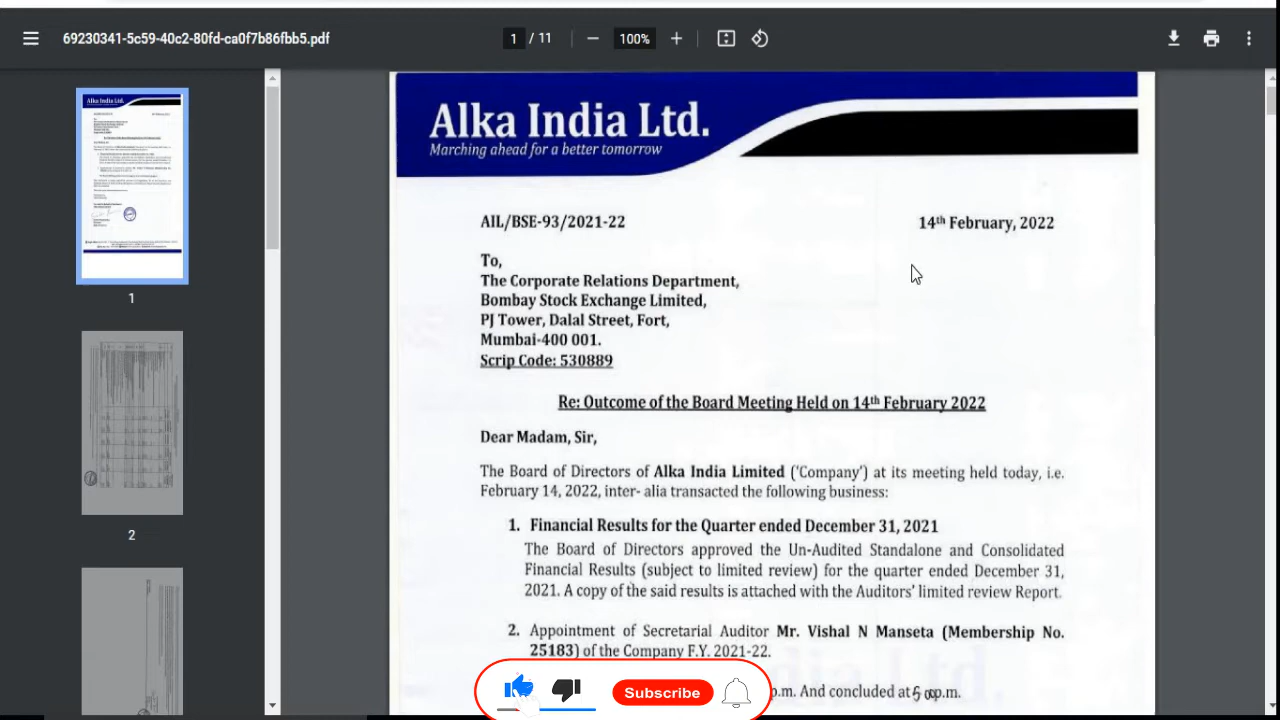 69230341-5c59-40c2-80fd-ca0f7b86fbb5.pdf
1 / 11
100%
Alka India Ltd.
Marching ahead for a better tomorrow
AIL/BSE-93/2021-22
14th February, 2022
To,
The Corporate Relations Department,
Bombay Stock Exchange Limited,
PJ Tower, Dalal Street, Fort,
Mumbai-400 001.
Scrip Code: 530889
Re: Outcome of the Board Meeting Held on 14th February 2022
Dear Madam, Sir,
The Board of Directors of Alka India Limited ('Company') at its meeting held today, i.e.
February 14, 2022, inter- alia transacted the following business:
1. Financial Results for the Quarter ended December 31, 2021
The Board of Directors approved the Un-Audited Standalone and Consolidated
Financial Results (subject to limited review) for the quarter ended December 31,
2021. A copy of the said results is attached with the Auditors' limited review Report.
2. Appointment of Secretarial Auditor Mr. Vishal N Manseta (Membership No.
25183) of the Company F.Y. 2021-22.
p.m. And concluded at p.m.
Subscribe
Alka India Ltd.
1
2